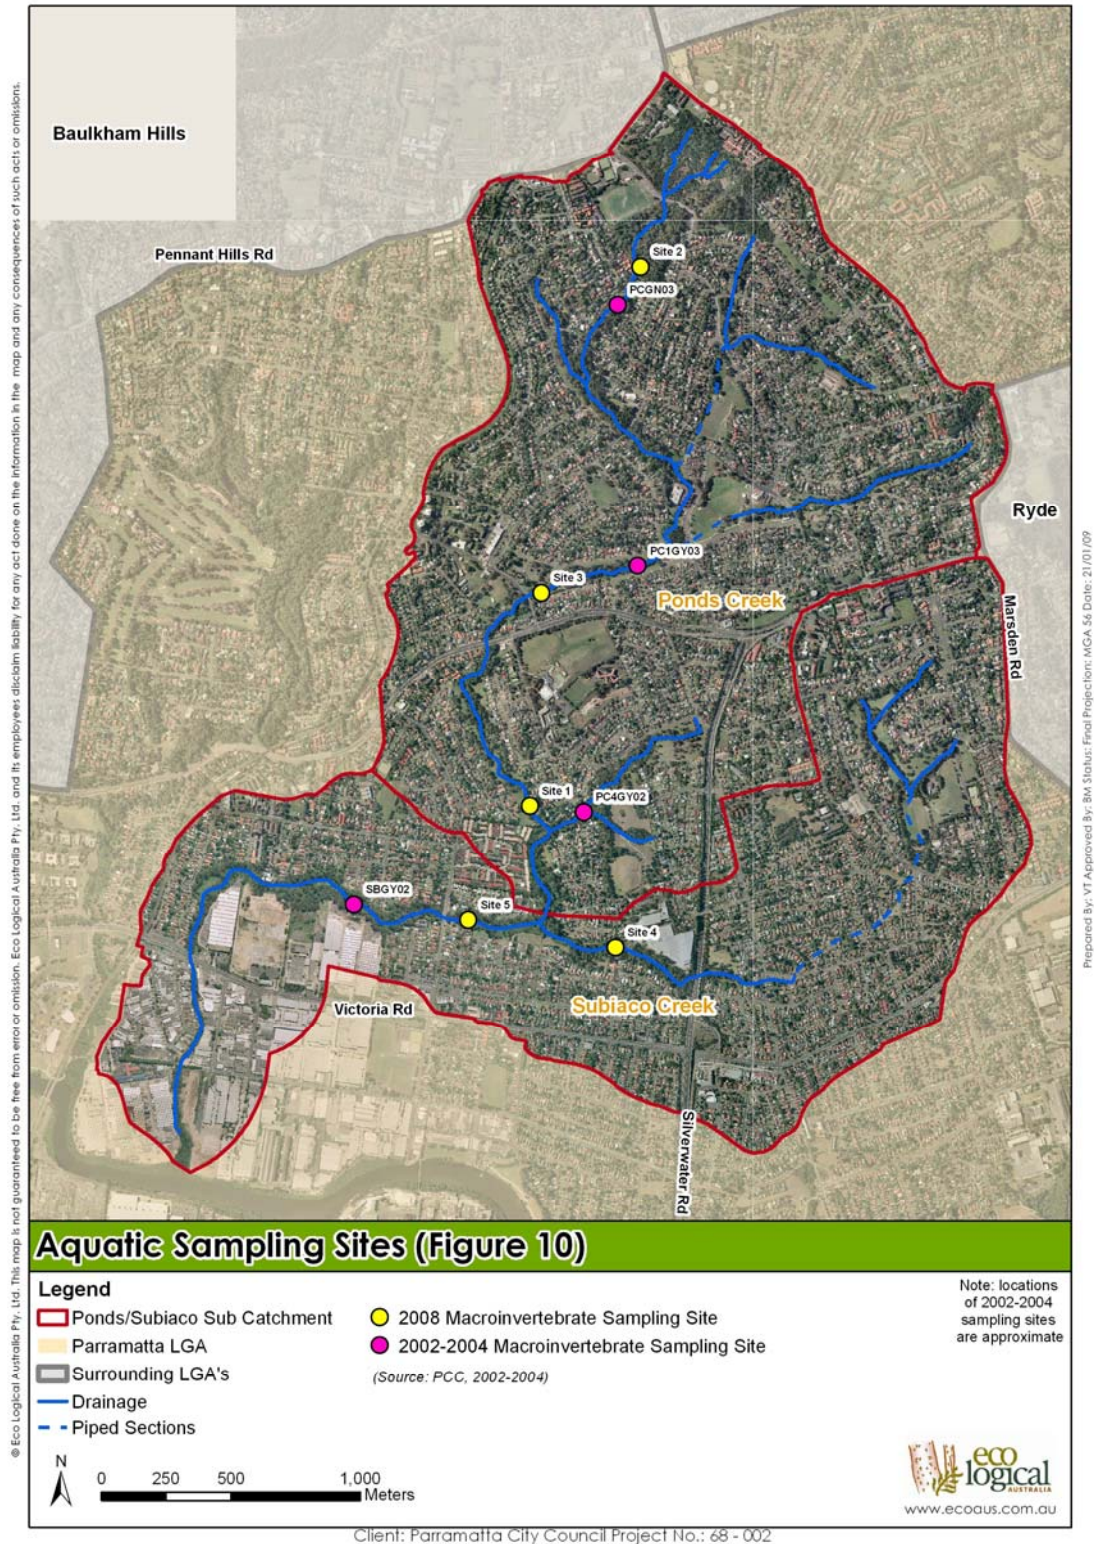 Baulkham Hills
Pennant Hills Rd
Site 2
PCGN03
Ryde
PC1GY03
Site 3
Ponds Creek
Marsden Rd
Site 1
PC4GY02
SBGY02
Site 5
Site 4
Victoria Rd
Subiaco Creek
Silverwater Rd
© Eco Logical Australia Pty. Ltd. This map is not guaranteed to be free from error or omission. Eco Logical Australia Pty. Ltd. and its employees disclaim liability for any act done on the information in the map and any consequences of such acts or omissions.
Prepared By: VT Approved By: BM Status: Final Projection: MGA 56 Date: 21/01/09
Aquatic Sampling Sites (Figure 10)
Legend
Ponds/Subiaco Sub Catchment
Parramatta LGA
Surrounding LGA's
Drainage
Piped Sections
2008 Macroinvertebrate Sampling Site
2002-2004 Macroinvertebrate Sampling Site
(Source: PCC, 2002-2004)
Note: locations
of 2002-2004
sampling sites
are approximate
N
0 250 500 1,000
Meters
eco
logical
AUSTRALIA
www.ecoaus.com.au
Client: Parramatta City Council Project No.: 68 - 002